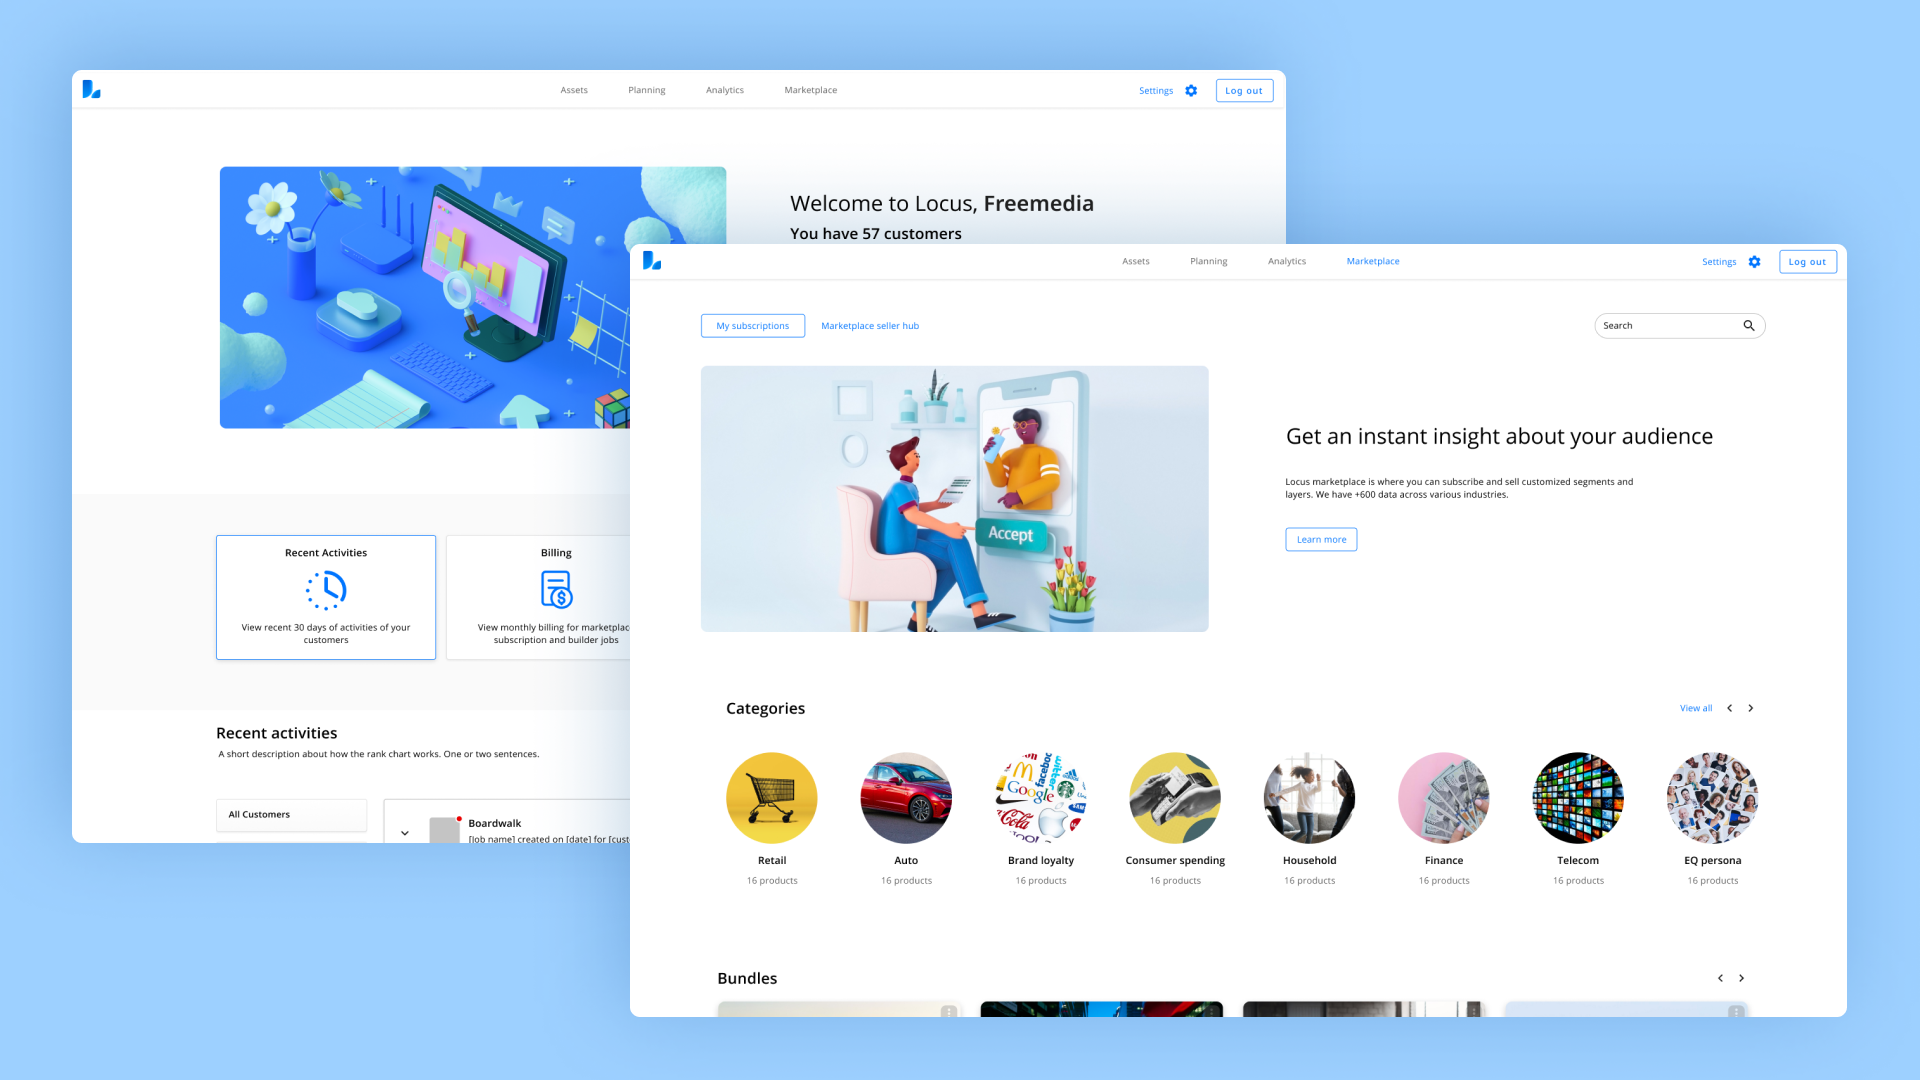 Assets
Planning
Analytics
Marketplace
Settings
Log out
Welcome to Locus, Freemedia
You have 57 customers
Recent Activities
View recent 30 days of activities of your
customers
Billing
View monthly billing for marketplac
subscription and builder jobs
Recent activities
A short description about how the rank chart works. One or two sentences.
All Customers
Boardwalk
[Job name] created on [date] for [cust
Assets
Planning
Analytics
Marketplace
Settings
Log out
My subscriptions
Marketplace seller hub
Search
Accept
Get an instant insight about your audience
Locus marketplace is where you can subscribe and sell customized segments and
layers. We have +600 data across various industries.
Learn more
Categories
View all
facebook
twitter
adidas
Google
Coca
Retail
16 products
Auto
16 products
Brand loyalty
16 products
Consumer spending
16 products
Household
16 products
Finance
16 products
Telecom
16 products
EQ persona
16 products
Bundles